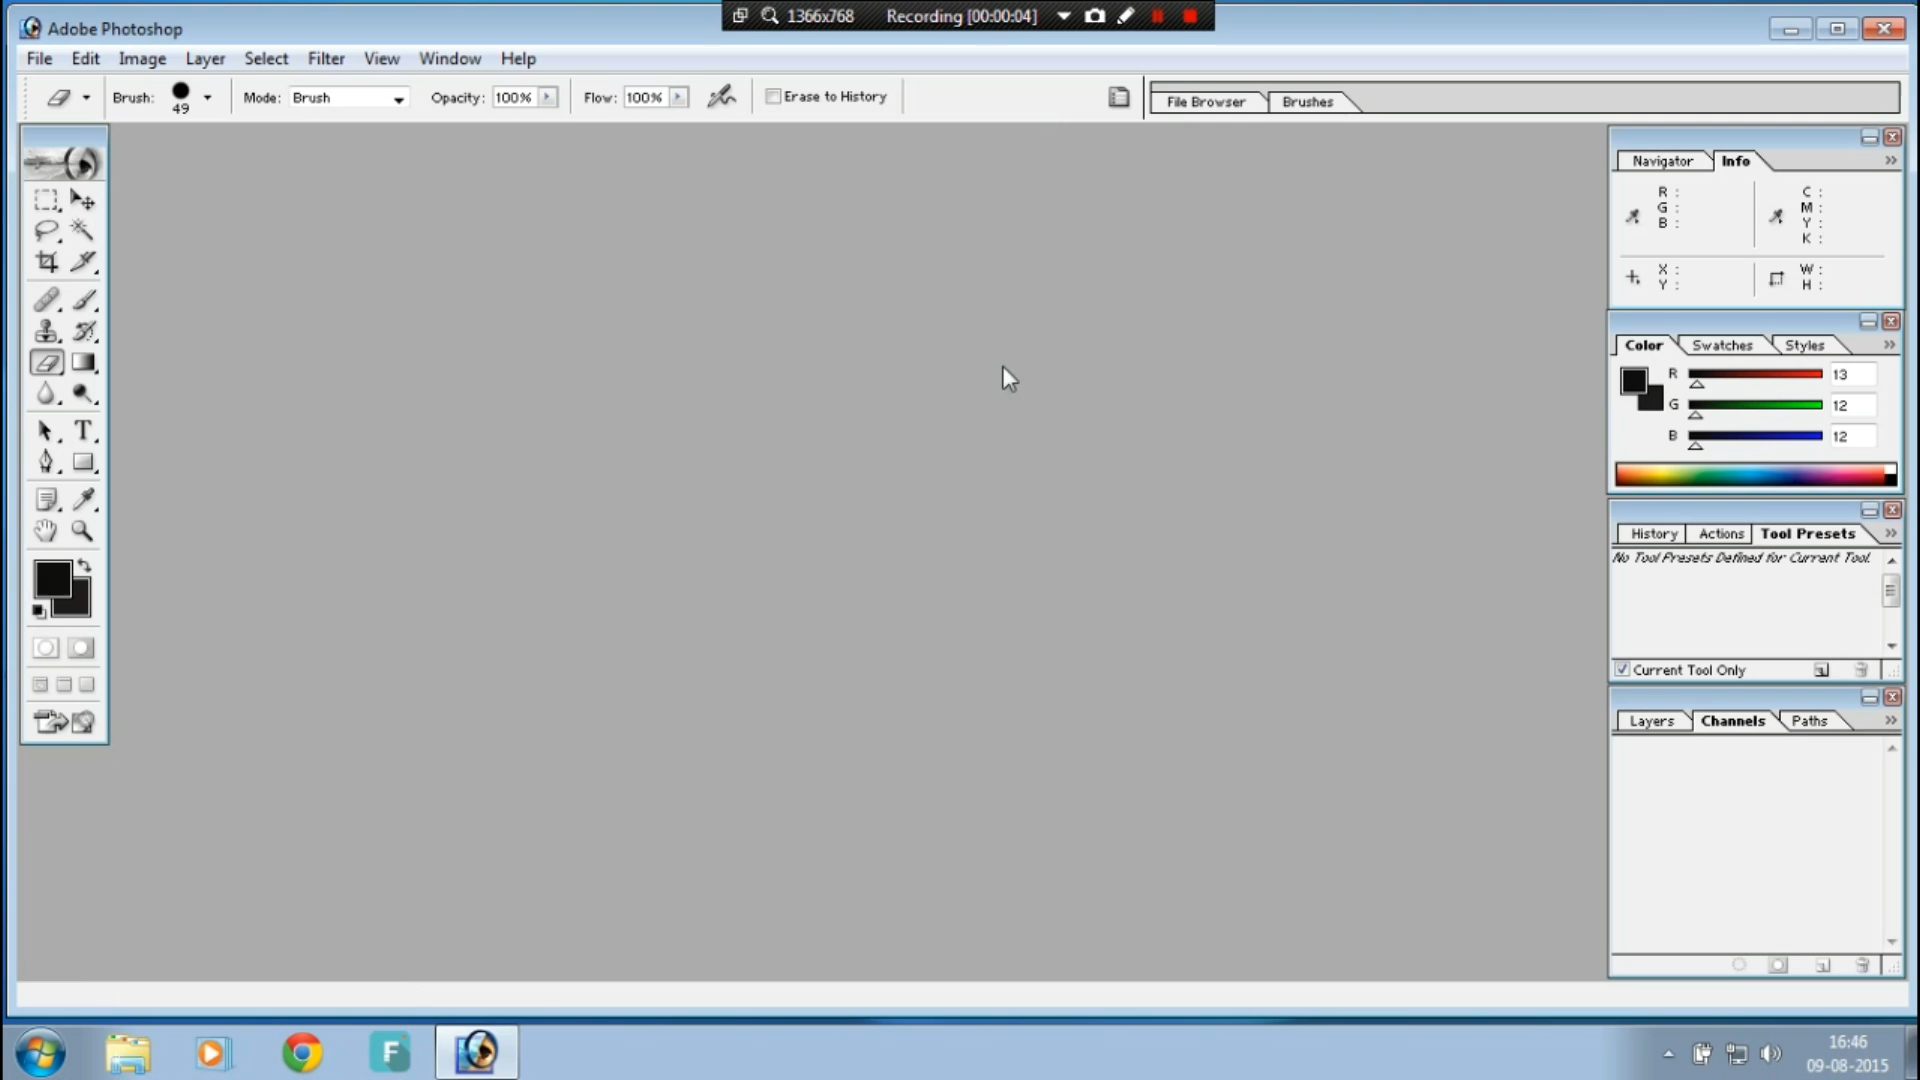 1366x768 Recording [00:00:04]
Adobe Photoshop
File Edit Image Layer Select Filter View Window Help
Brush: 49 Mode: Brush Opacity: 100% Flow: 100% Erase to History File Browser Brushes
Navigator Info
R : C :
G : M :
B : Y :
K :
X : W :
Y : H :
Color Swatches Styles
R 13
G 12
B 12
History Actions Tool Presets
No Tool Presets Defined for Current Tool.
Current Tool Only
Layers Channels Paths
T
F
16:46
09-08-2015